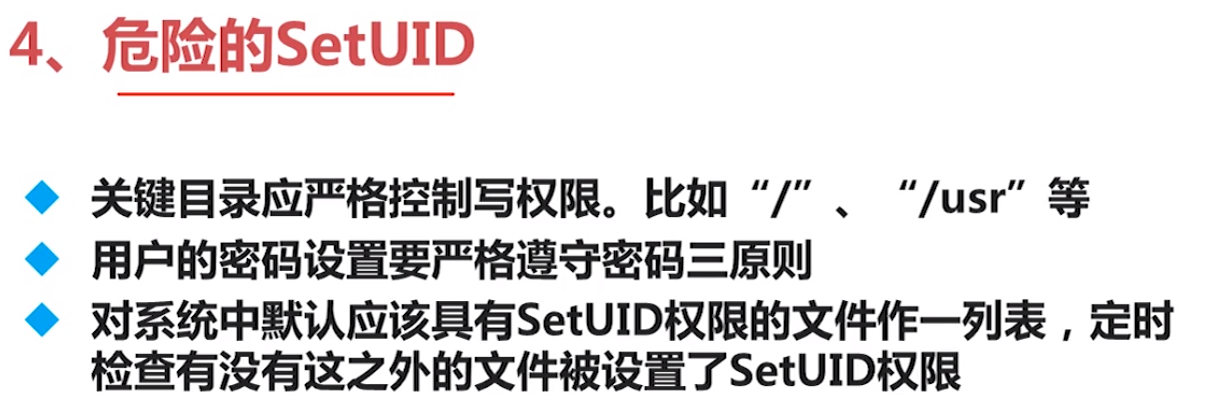 4、危险的SetUID
关键目录应严格控制写权限。比如“/”、“/usr”等
用户的密码设置要严格遵守密码三原则
对系统中默认应该具有SetUID权限的文件作一列表，定时
检查有没有这之外的文件被设置了SetUID权限